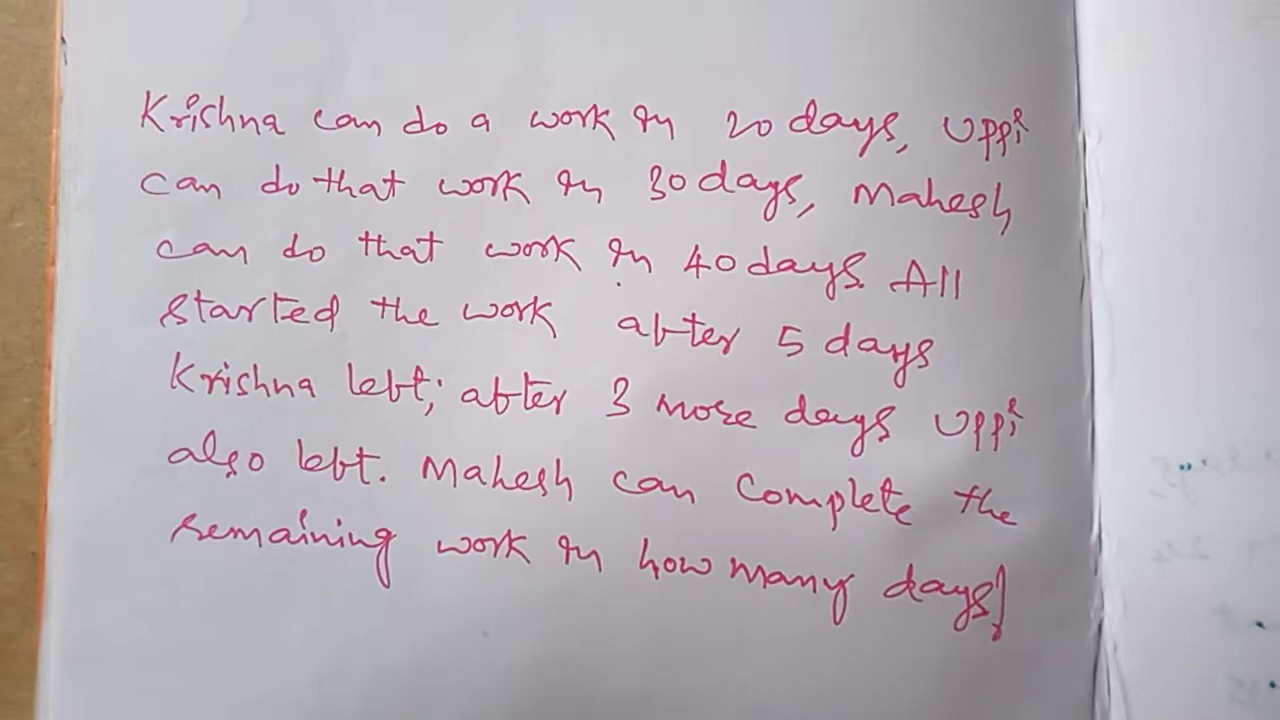 Krishna can do a work in 20 days, Uppi
can do that work in 30 days, Mahesh
can do that work in 40 days. All
started the work after 5 days
Krishna left; after 3 more days Uppi
also left. Mahesh can complete the
remaining work in how many days?